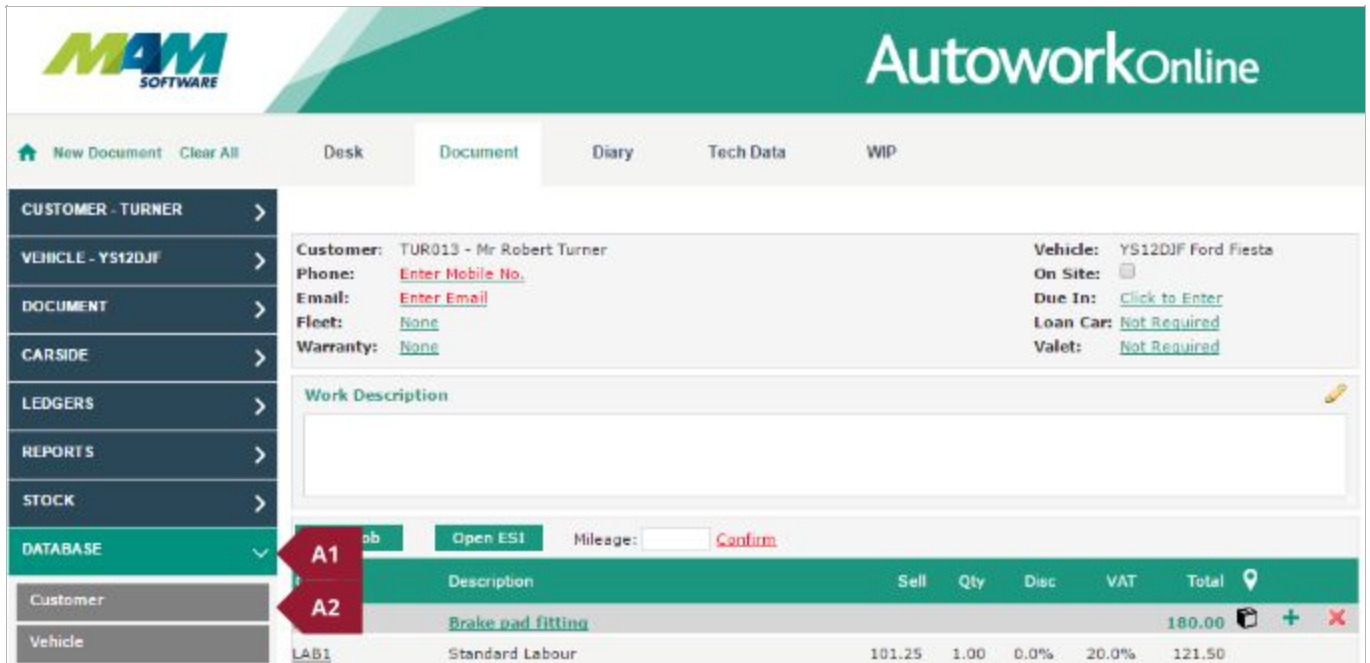 MAM
SOFTWARE
AutoworkOnline
New Document Clear All
Desk Document Diary Tech Data WIP
CUSTOMER - TURNER
VEHICLE - YS12DJF
DOCUMENT
CARSIDE
LEDGERS
REPORTS
STOCK
DATABASE
Customer
Vehicle
Customer: TUR013 - Mr Robert Turner
Phone: Enter Mobile No.
Email: Enter Email
Fleet: None
Warranty: None
Vehicle: YS12DJF Ford Fiesta
On Site:
Due In: Click to Enter
Loan Car: Not Required
Valet: Not Required
Work Description
A1
ob Open ESI Mileage: Confirm
A2
Description Sell Qty Disc VAT Total
Brake pad fitting 180.00
LAB1 Standard Labour 101.25 1.00 0.0% 20.0% 121.50